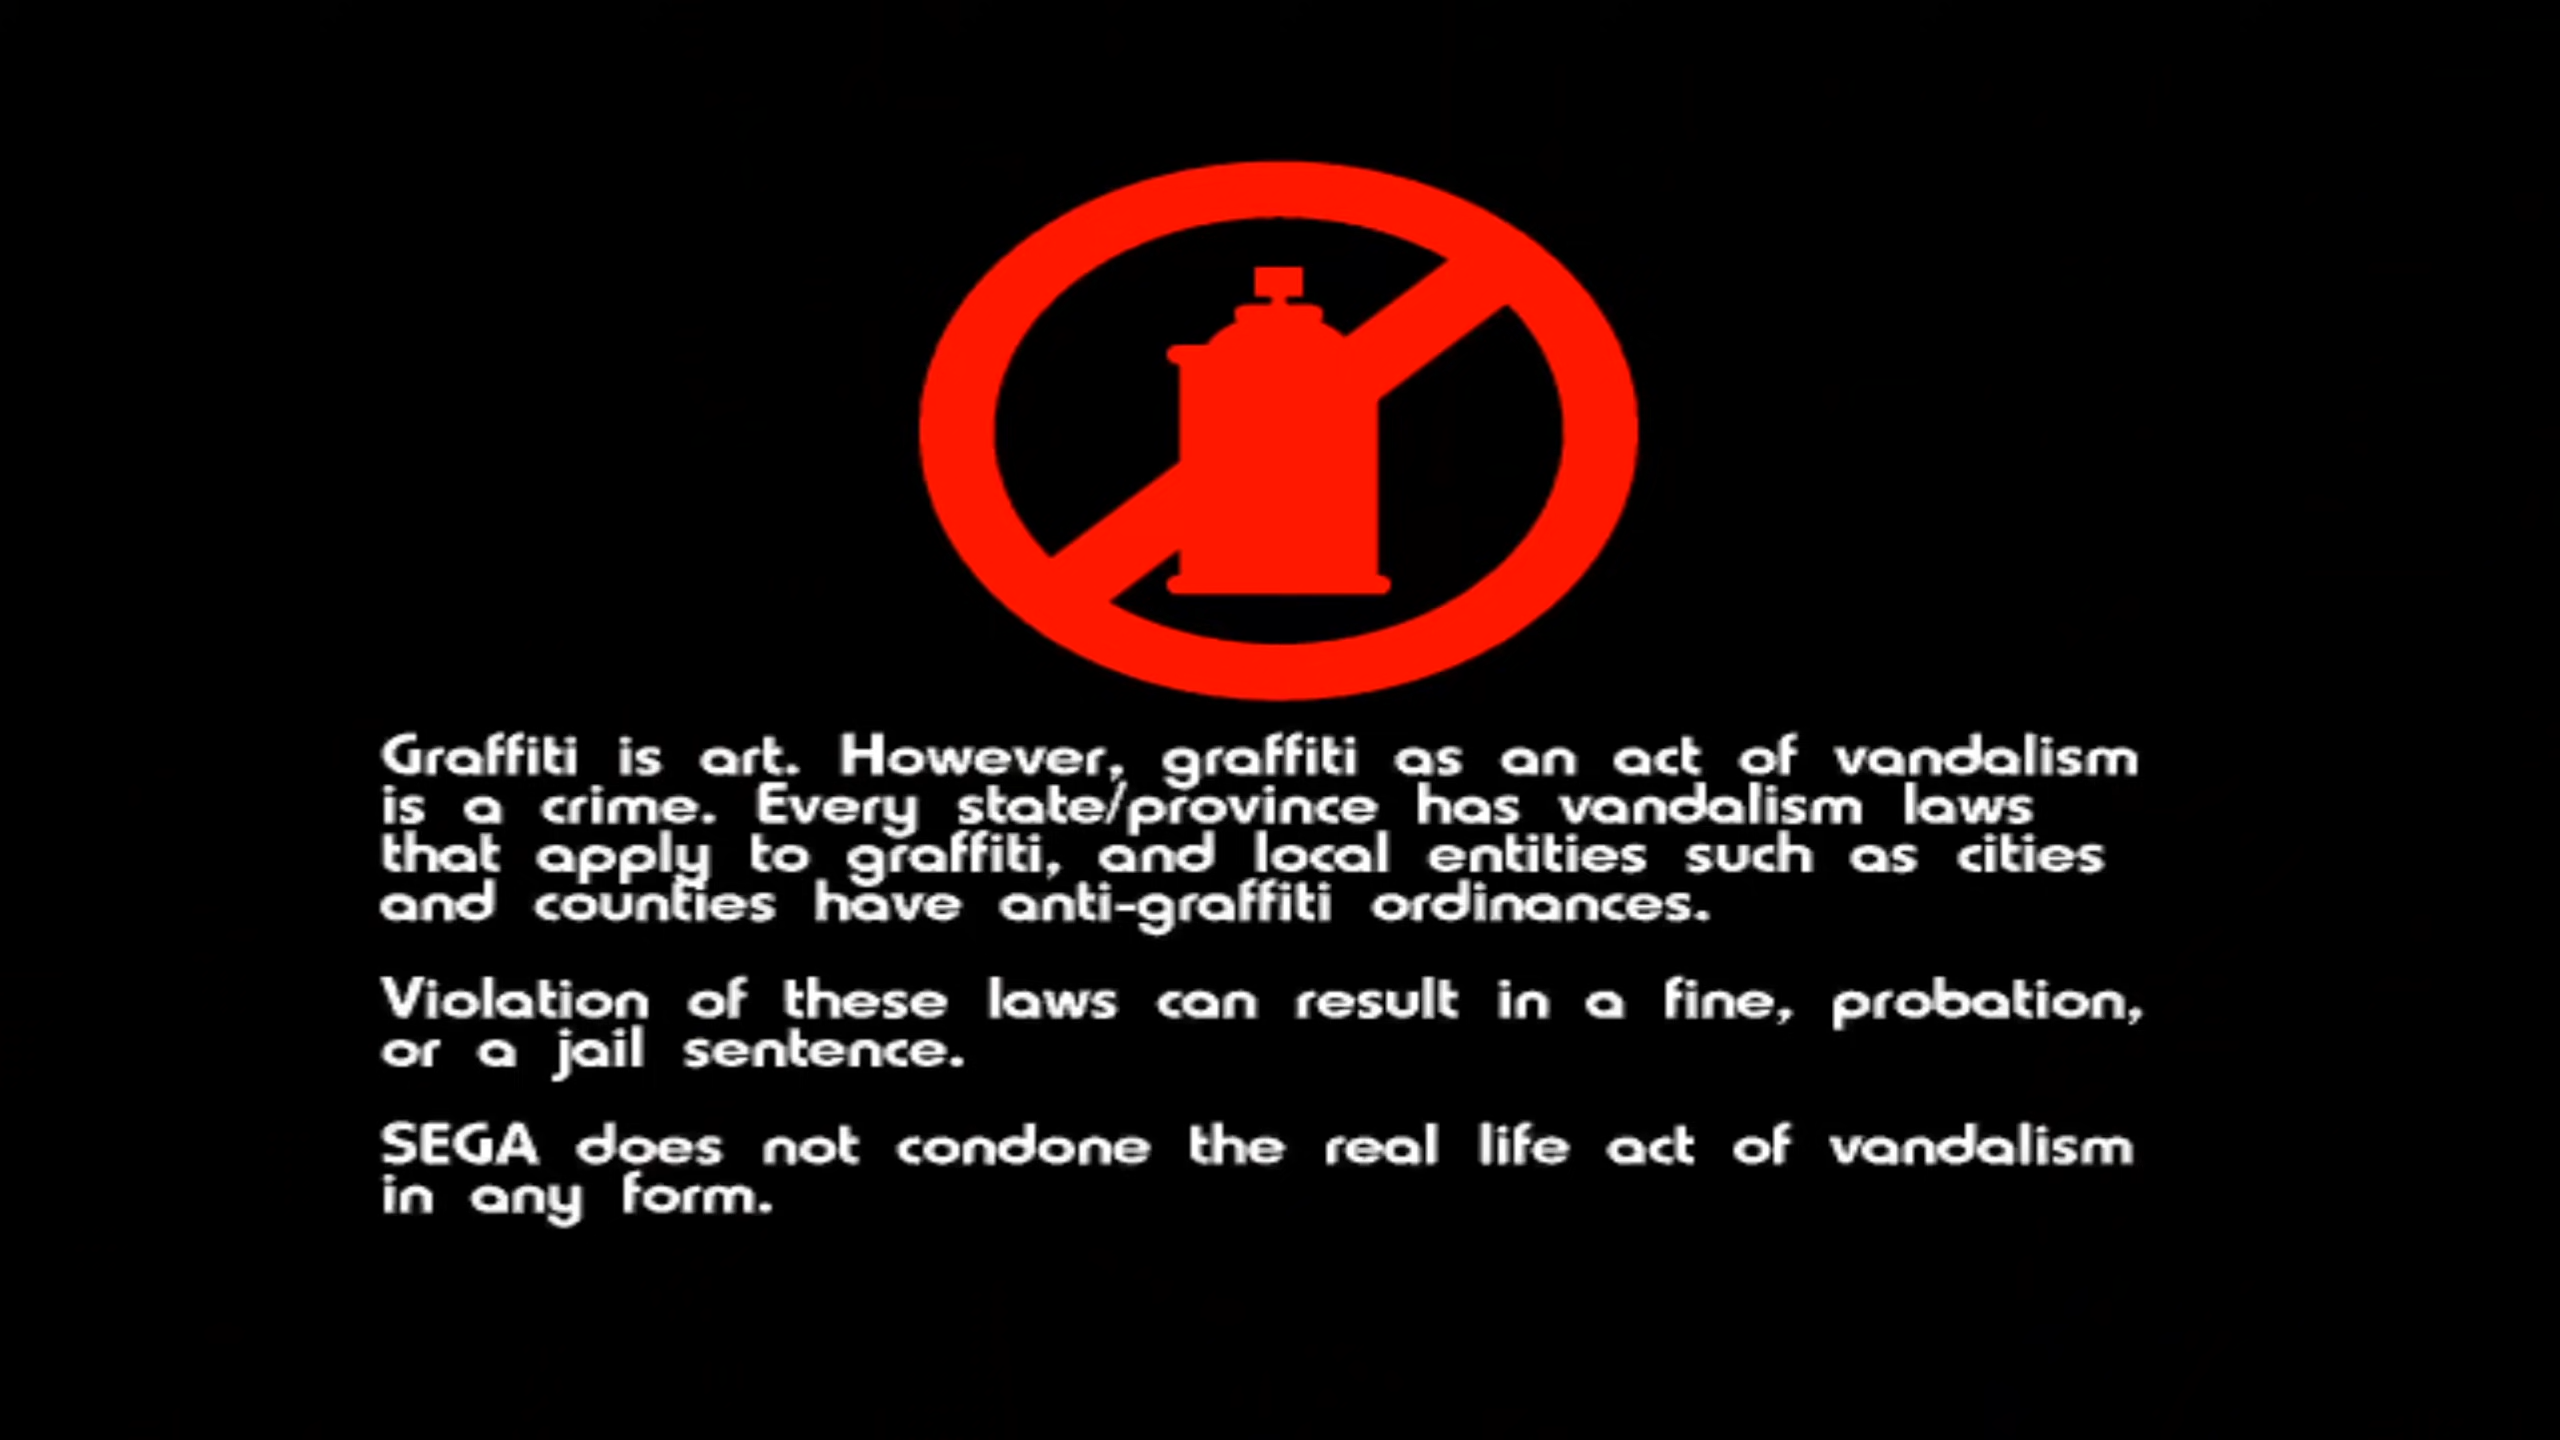 Graffiti is art. However, graffiti as an act of vandalism
is a crime. Every state/province has vandalism laws
that apply to graffiti, and local entities such as cities
and counties have anti-graffiti ordinances.
Violation of these laws can result in a fine, probation,
or a jail sentence.
SEGA does not condone the real life act of vandalism
in any form.